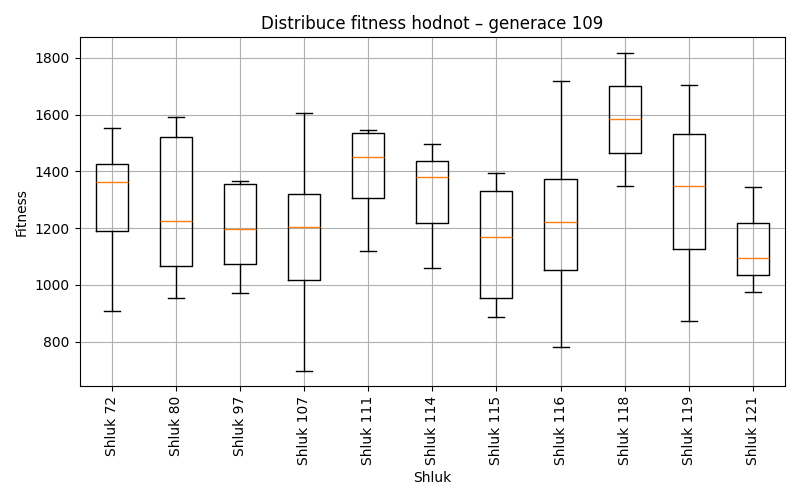 Distribuce fitness hodnot – generace 109
Fitness
1800
1600
1400
1200
1000
800
Shluk 72
Shluk 80
Shluk 97
Shluk 107
Shluk 111
Shluk 114
Shluk 115
Shluk 116
Shluk 118
Shluk 119
Shluk 121
Shluk